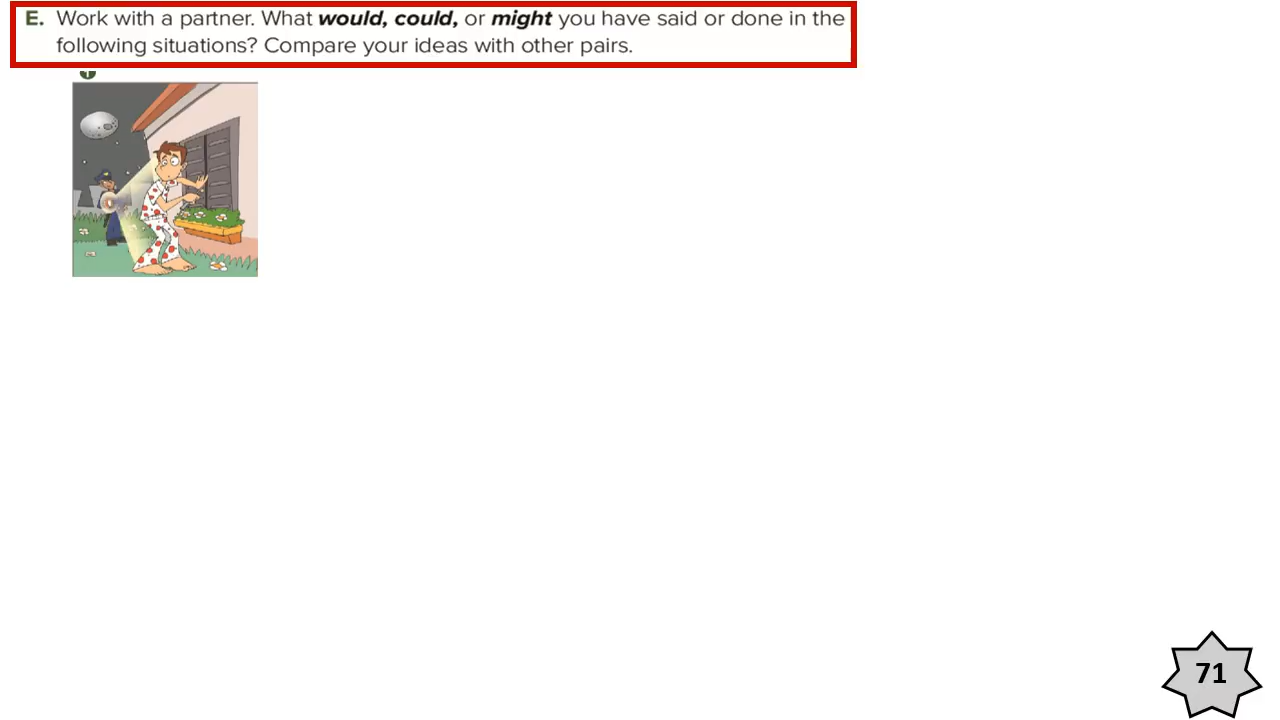 E. Work with a partner. What would, could, or might you have said or done in the
following situations? Compare your ideas with other pairs.
71